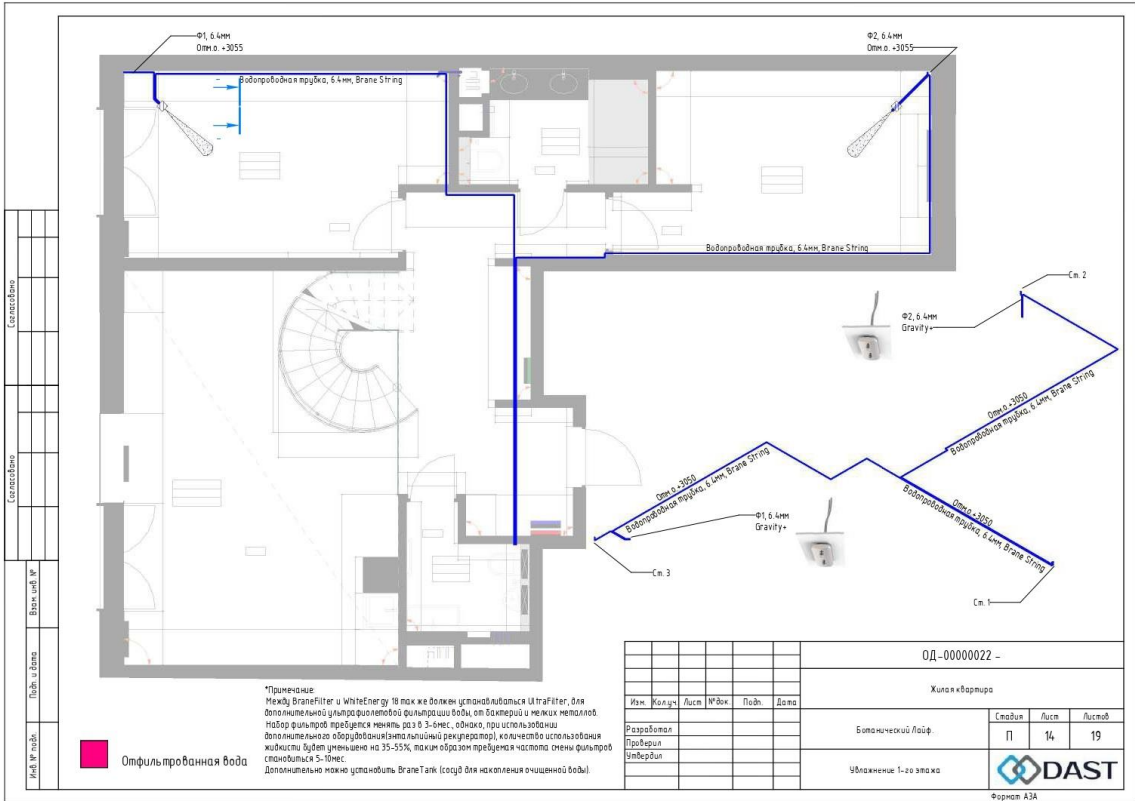 Ф1, 6.4мм
Отм.о. +3055
Ф2, 6.4мм
Отм.о. +3055
Водопроводная трубка, 6.4мм, Brane String
Водопроводная трубка, 6.4мм, Brane String
Ст. 2
Ф2, 6.4мм
Gravity+
Отм.о.+3050
Водопроводная трубка, 6.4мм, Brane String
Отм.о.+3050
Водопроводная трубка, 6.4мм, Brane String
Отм.о.+3050
Водопроводная трубка, 6.4мм, Brane String
Ф1, 6.4мм
Gravity+
Ст. 3
Ст. 1
Согласовано
Согласовано
Взам. инв. №
Подп. и дата
Инв. № подл.
*Примечание:
Между BraneFilter и WhiteEnergy 18 так же должен устанавливаться UltraFilter, для
дополнительной ультрафиолетовой фильтрации воды, от бактерий и мелких металлов.
Набор фильтров требуется менять раз в 3-6мес., однако, при использовании
дополнительного оборудования(энтальпийный рекуператор), количество использования
жидкости будет уменьшено на 35-55%, таким образом требуемая частота смены фильтров
становиться 5-10мес.
Дополнительно можно установить BraneTank (сосуд для накопления очищенной воды).
Отфильтрованная вода
ОД-00000022 -
Жилая квартира
Изм. Кол.уч. Лист №док. Подп. Дата
Разработал
Проверил
Утвердил
Ботанический Лайф.
Стадия Лист Листов
П 14 19
Увлажнение 1-го этажа
DAST
Формат А3А